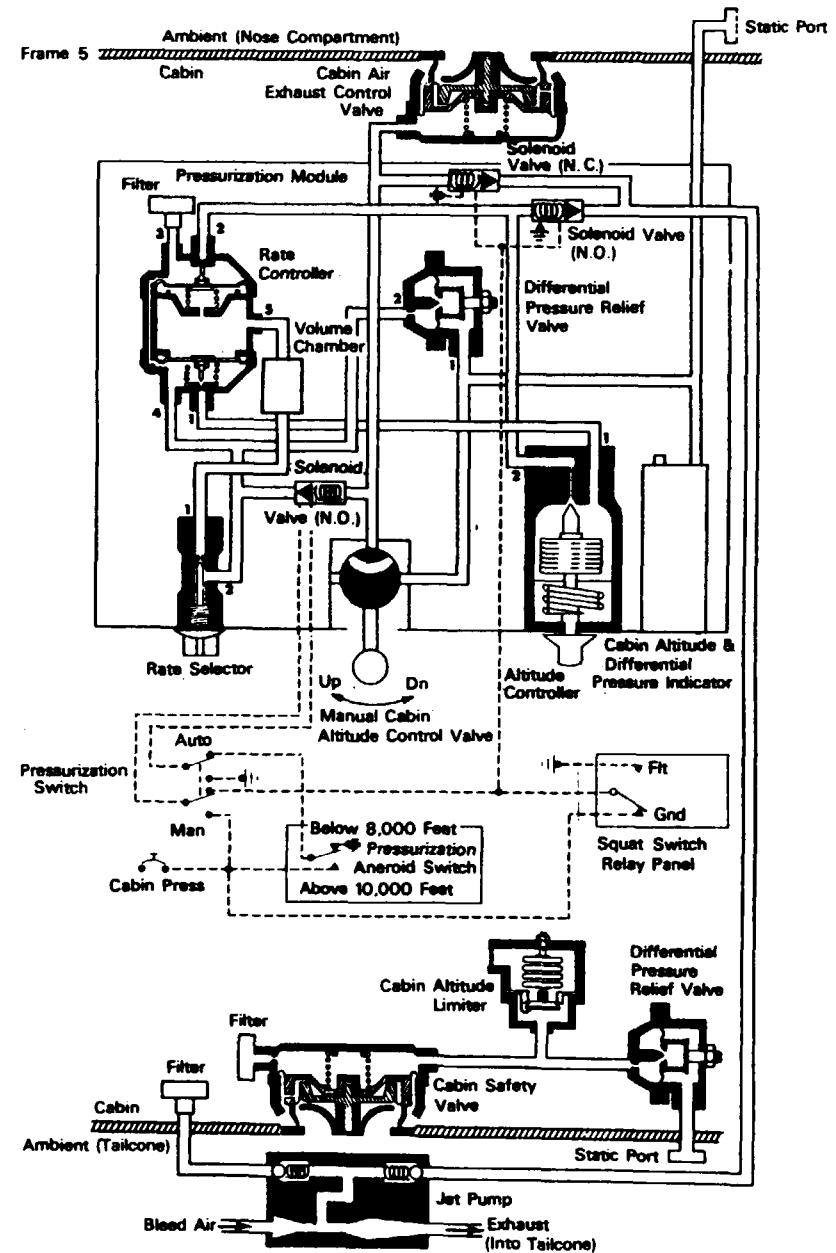 Static Port
Ambient (Nose Compartment)
Frame 5
Cabin
Cabin Air
Exhaust Control
Valve
Solenoid
Valve (N.C.)
Pressurization Module
Filter
3
2
Solenoid Valve
(N.O.)
Rate
Controller
Differential
Pressure Relief
Valve
2
5
Volume
Chamber
1
4
1
1
Solenoid
2
Valve (N.O.)
1
2
Rate Selector
Cabin Altitude &
Differential
Pressure Indicator
Altitude
Controller
Up
Dn
Manual Cabin
Altitude Control Valve
Auto
Pressurization
Switch
Man
Flt
Gnd
Squat Switch
Relay Panel
Below 8,000 Feet
Pressurization
Aneroid Switch
Above 10,000 Feet
Cabin Press
Differential
Pressure
Relief Valve
Cabin Altitude
Limiter
Filter
Filter
Cabin Safety
Valve
Cabin
Ambient (Tailcone)
Static Port
Jet Pump
Bleed Air
Exhaust
(Into Tailcone)